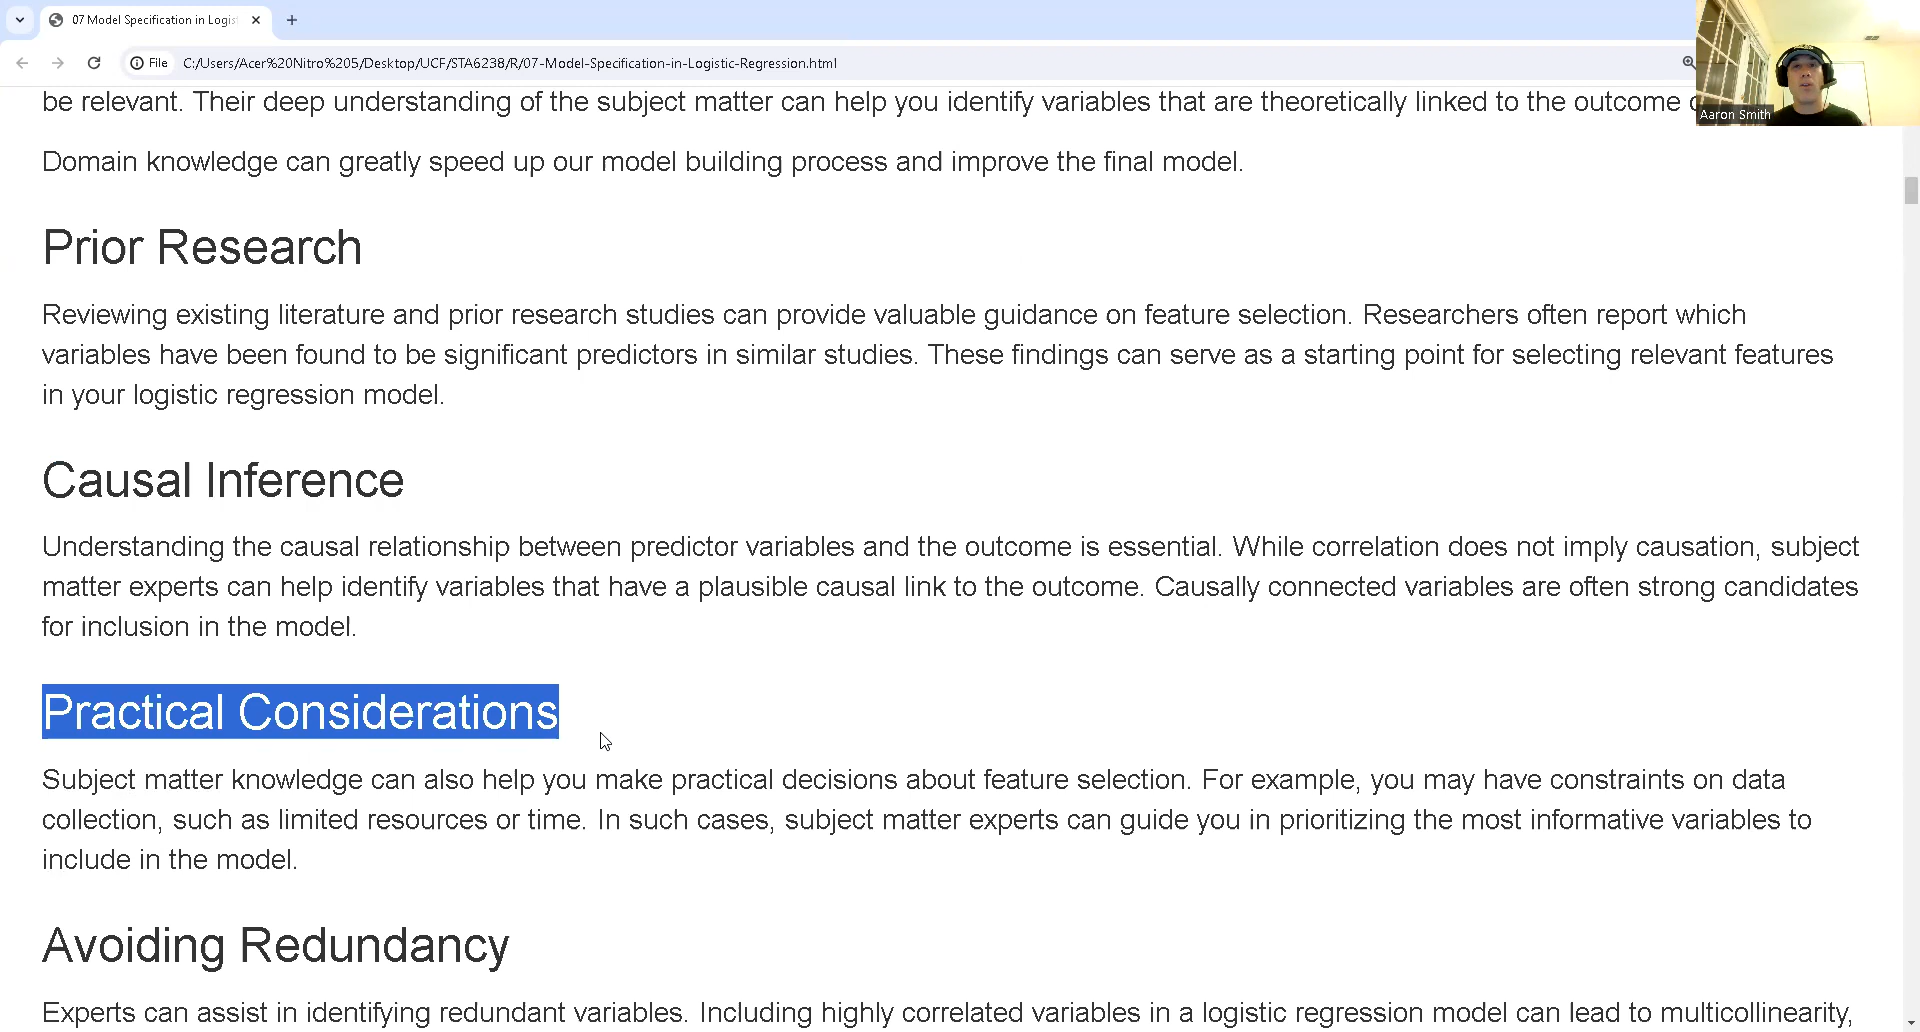 07 Model Specification in Logis
File C:/Users/Acer%20Nitro%205/Desktop/UCF/STA6238/R/07-Model-Specification-in-Logistic-Regression.html
Aaron Smith
be relevant. Their deep understanding of the subject matter can help you identify variables that are theoretically linked to the outcome
Domain knowledge can greatly speed up our model building process and improve the final model.
Prior Research
Reviewing existing literature and prior research studies can provide valuable guidance on feature selection. Researchers often report which
variables have been found to be significant predictors in similar studies. These findings can serve as a starting point for selecting relevant features
in your logistic regression model.
Causal Inference
Understanding the causal relationship between predictor variables and the outcome is essential. While correlation does not imply causation, subject
matter experts can help identify variables that have a plausible causal link to the outcome. Causally connected variables are often strong candidates
for inclusion in the model.
Practical Considerations
Subject matter knowledge can also help you make practical decisions about feature selection. For example, you may have constraints on data
collection, such as limited resources or time. In such cases, subject matter experts can guide you in prioritizing the most informative variables to
include in the model.
Avoiding Redundancy
Experts can assist in identifying redundant variables. Including highly correlated variables in a logistic regression model can lead to multicollinearity,